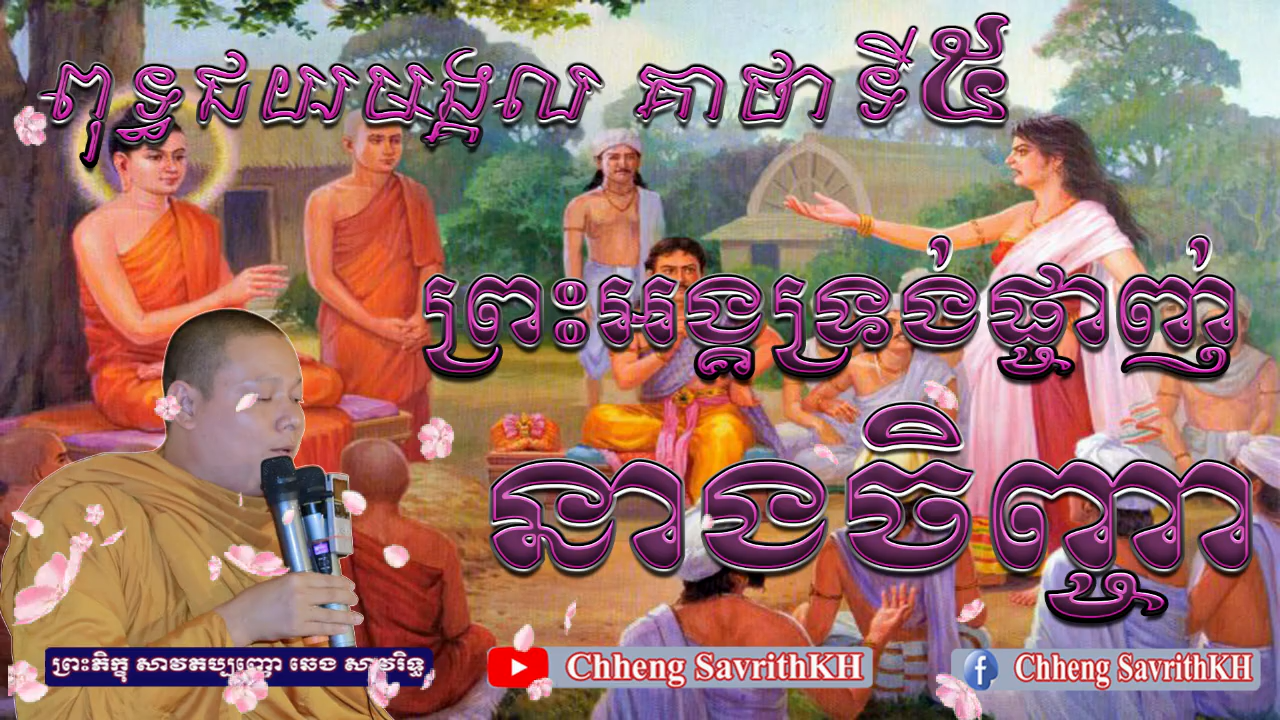 ពុទ្ធជយមង្គល គាថា ទី៥
ព្រះអង្គទ្រង់ផ្ចាញ់
នាងចិញ្ចា
ព្រះភិក្ខុ សាវតប្បញ្ញោ ឆេង សាវរិទ្ធ
Chheng SavrithKH
Chheng SavrithKH